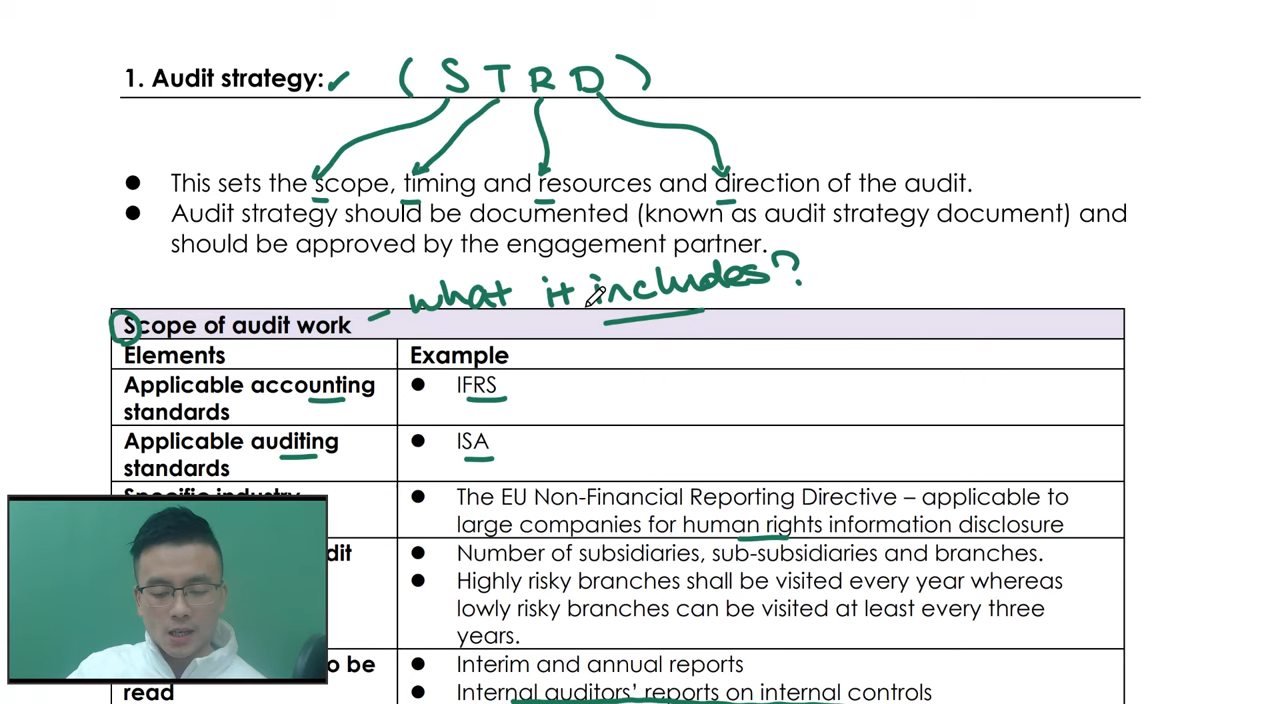 1. Audit strategy: ✓ (STRD)
● This sets the scope, timing and resources and direction of the audit.
● Audit strategy should be documented (known as audit strategy document) and
should be approved by the engagement partner.
- what it includes?
Scope of audit work
Elements Example
Applicable accounting ● IFRS
standards
Applicable auditing ● ISA
standards
Specific industry ● The EU Non-Financial Reporting Directive – applicable to
large companies for human rights information disclosure
dit ● Number of subsidiaries, sub-subsidiaries and branches.
● Highly risky branches shall be visited every year whereas
lowly risky branches can be visited at least every three
years.
o be ● Interim and annual reports
read ● Internal auditors' reports on internal controls